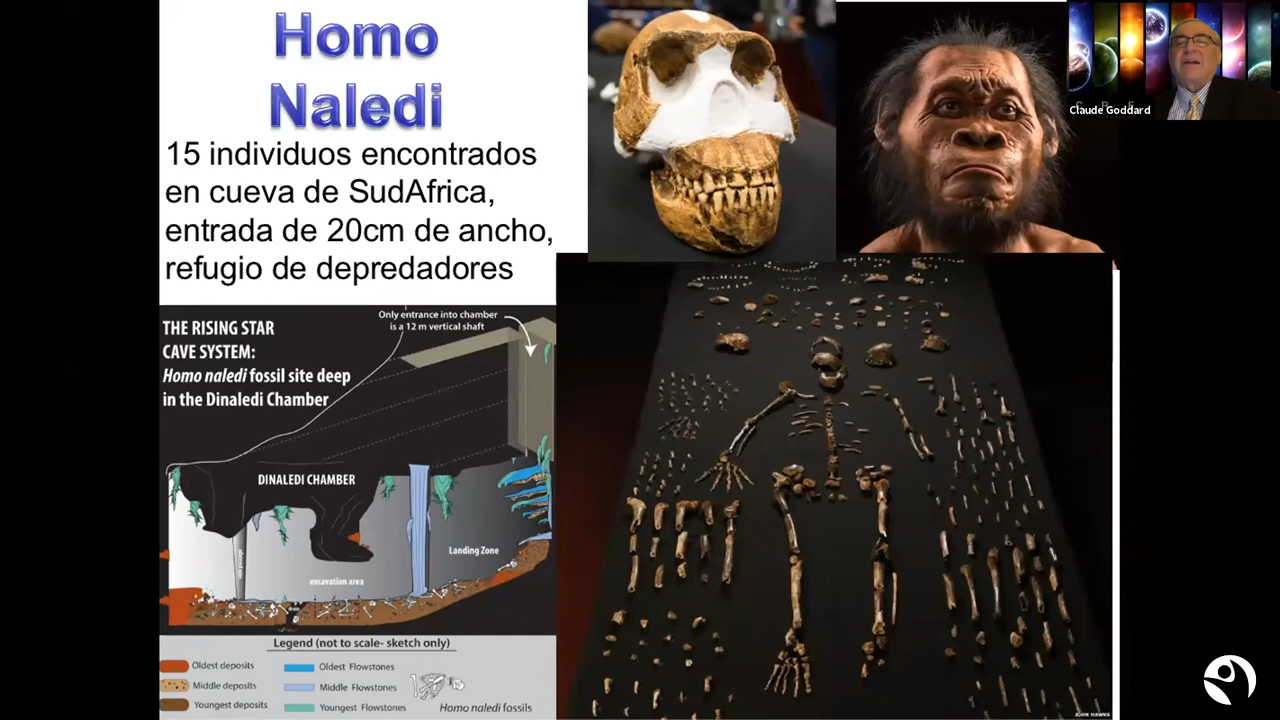 Homo
Naledi
15 individuos encontrados
en cueva de SudAfrica,
entrada de 20cm de ancho,
refugio de depredadores
Claude Goddard
Only entrance into chamber
is a 12 m vertical shaft
THE RISING STAR
CAVE SYSTEM:
Homo naledi fossil site deep
in the Dinaledi Chamber
DINALEDI CHAMBER
Landing Zone
excavation area
Legend (not to scale- sketch only)
Oldest deposits
Middle deposits
Youngest deposits
Oldest Flowstones
Middle Flowstones
Youngest Flowstones
Homo naledi fossils
JOHN HAWKS